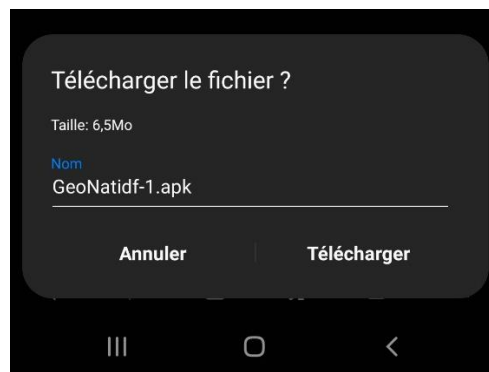 Télécharger le fichier ?
Taille: 6,5Mo
Nom
GeoNatidf-1.apk
Annuler
Télécharger